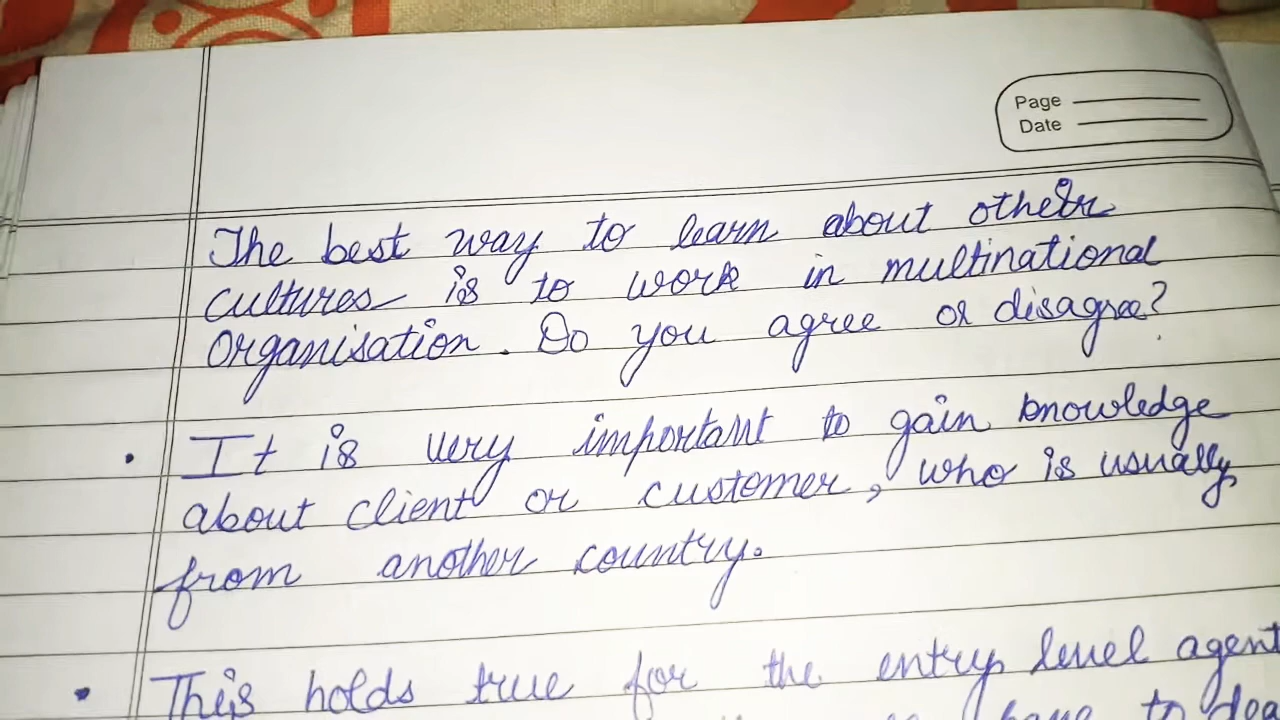 Page
Date
The best way to learn about other
cultures is to work in multinational
organisation. Do you agree or disagree?
• It is very important to gain knowledge
about client or customer, who is usually
from another country.
• This holds true for the entry level agent
have to